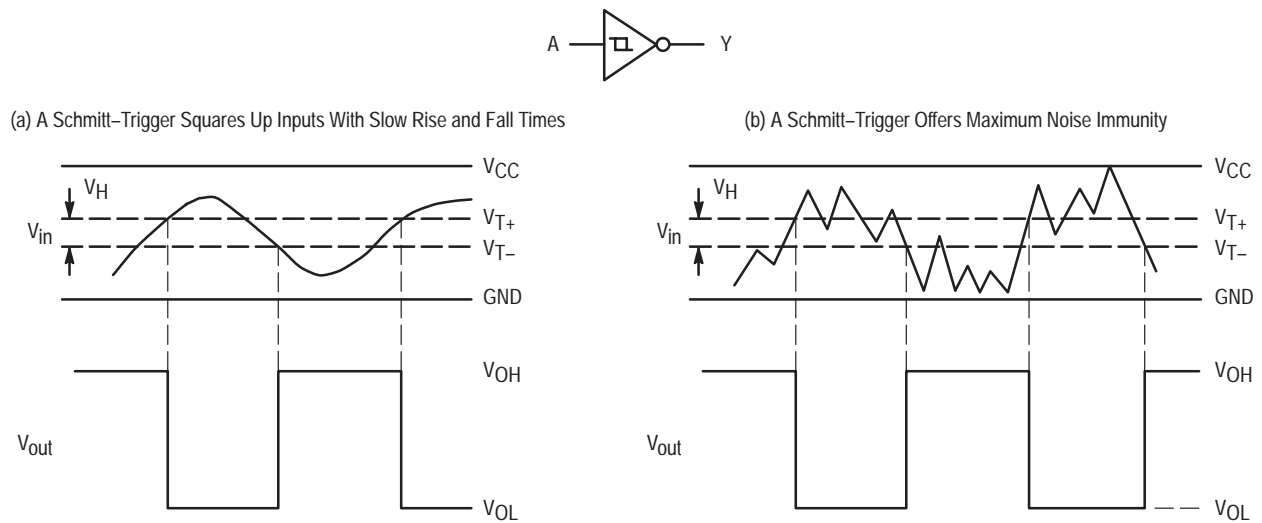 A Y
(a) A Schmitt–Trigger Squares Up Inputs With Slow Rise and Fall Times
VCC
VH
VT+
Vin
VT–
GND
VOH
Vout
VOL
(b) A Schmitt–Trigger Offers Maximum Noise Immunity
VCC
VH
VT+
Vin
VT–
GND
VOH
Vout
VOL